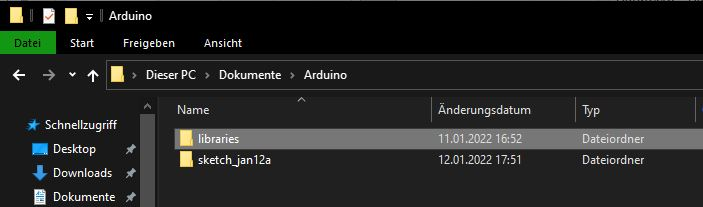 Arduino
Datei Start Freigeben Ansicht
Dieser PC Dokumente Arduino
Name Änderungsdatum Typ
Schnellzugriff
libraries 11.01.2022 16:52 Dateiordner
Desktop
sketch_jan12a 12.01.2022 17:51 Dateiordner
Downloads
Dokumente